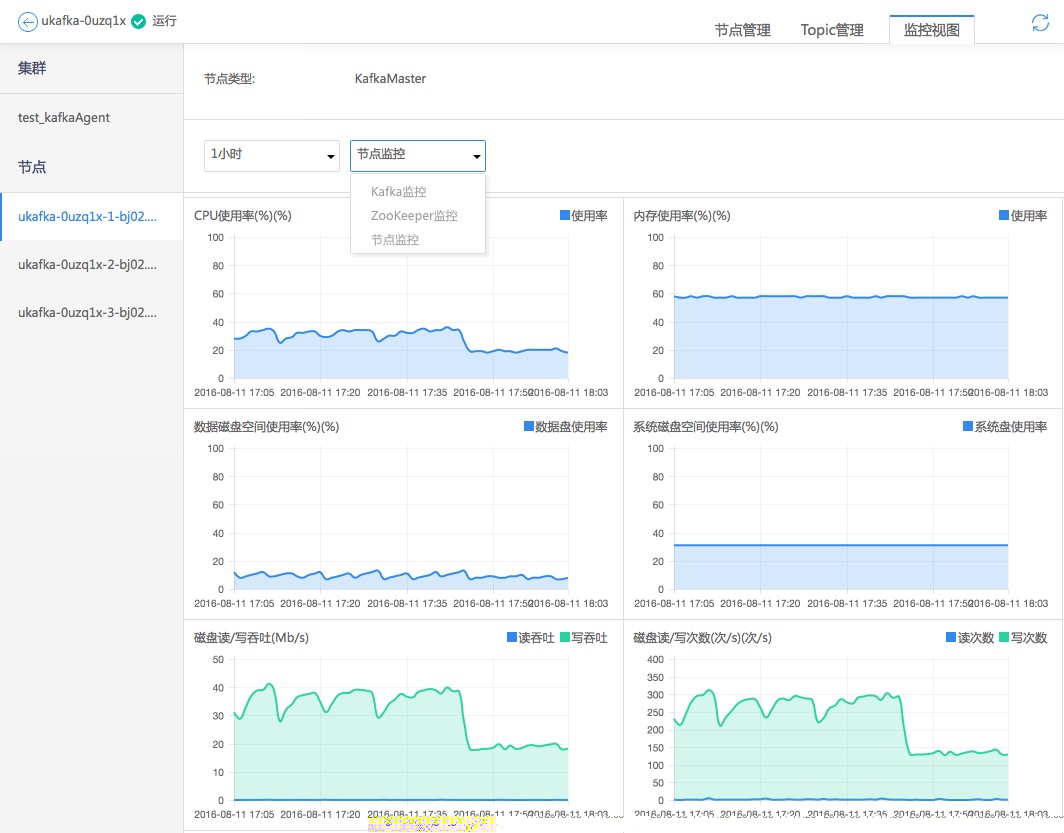 ukafka-0uzq1x 运行
节点管理 Topic管理 监控视图
集群
test_kafkaAgent
节点
ukafka-0uzq1x-1-bj02....
ukafka-0uzq1x-2-bj02....
ukafka-0uzq1x-3-bj02....
节点类型: KafkaMaster
1小时 节点监控
Kafka监控
ZooKeeper监控
节点监控
CPU使用率(%)(%) 使用率
100
80
60
40
20
0
2016-08-11 17:05 2016-08-11 17:20 2016-08-11 17:35 2016-08-11 17:50 2016-08-11 18:03
内存使用率(%)(%) 使用率
100
80
60
40
20
0
2016-08-11 17:05 2016-08-11 17:20 2016-08-11 17:35 2016-08-11 17:50 2016-08-11 18:03
数据磁盘空间使用率(%)(%) 数据盘使用率
100
80
60
40
20
0
2016-08-11 17:05 2016-08-11 17:20 2016-08-11 17:35 2016-08-11 17:50 2016-08-11 18:03
系统磁盘空间使用率(%)(%) 系统盘使用率
100
80
60
40
20
0
2016-08-11 17:05 2016-08-11 17:20 2016-08-11 17:35 2016-08-11 17:50 2016-08-11 18:03
磁盘读/写吞吐(Mb/s) 读吞吐 写吞吐
50
40
30
20
10
0
2016-08-11 17:05 2016-08-11 17:20 2016-08-11 17:35 2016-08-11 17:50 2016-08-11 18:03
磁盘读/写次数(次/s)(次/s) 读次数 写次数
400
350
300
250
200
150
100
50
0
2016-08-11 17:05 2016-08-11 17:20 2016-08-11 17:35 2016-08-11 17:50 2016-08-11 18:03